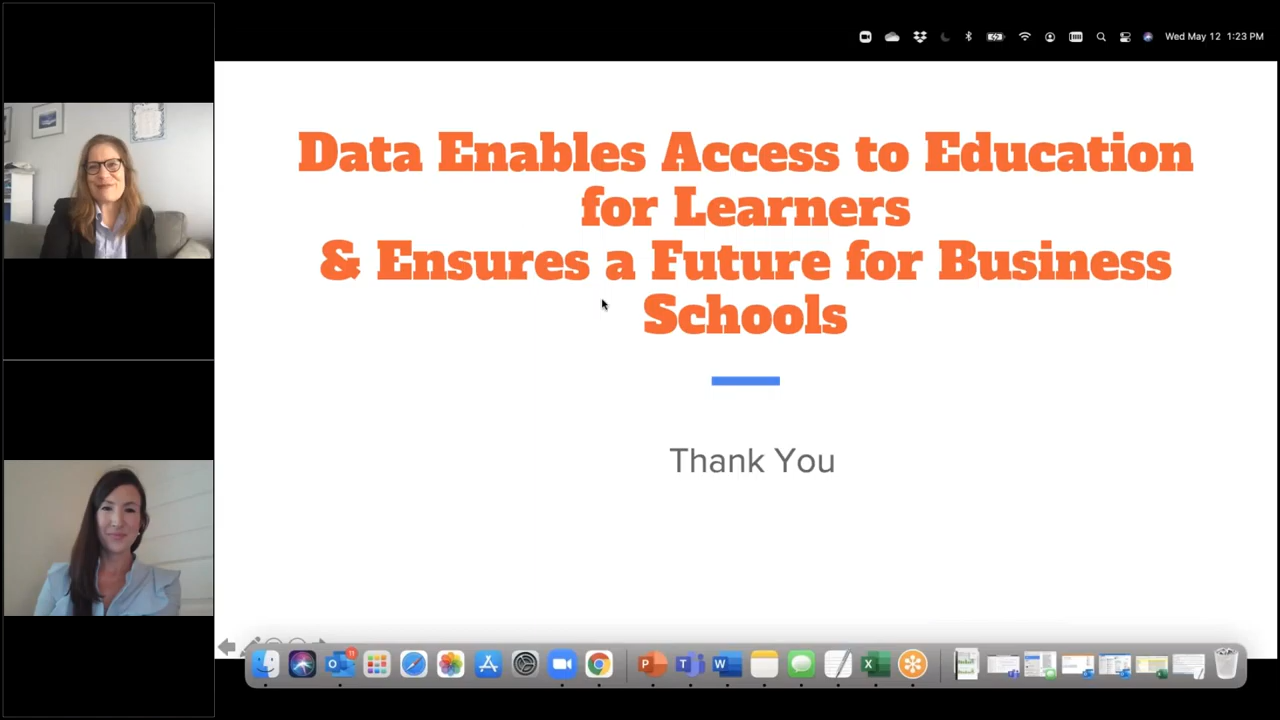 Wed May 12 1:23 PM
Data Enables Access to Education
for Learners
& Ensures a Future for Business
Schools
Thank You
11